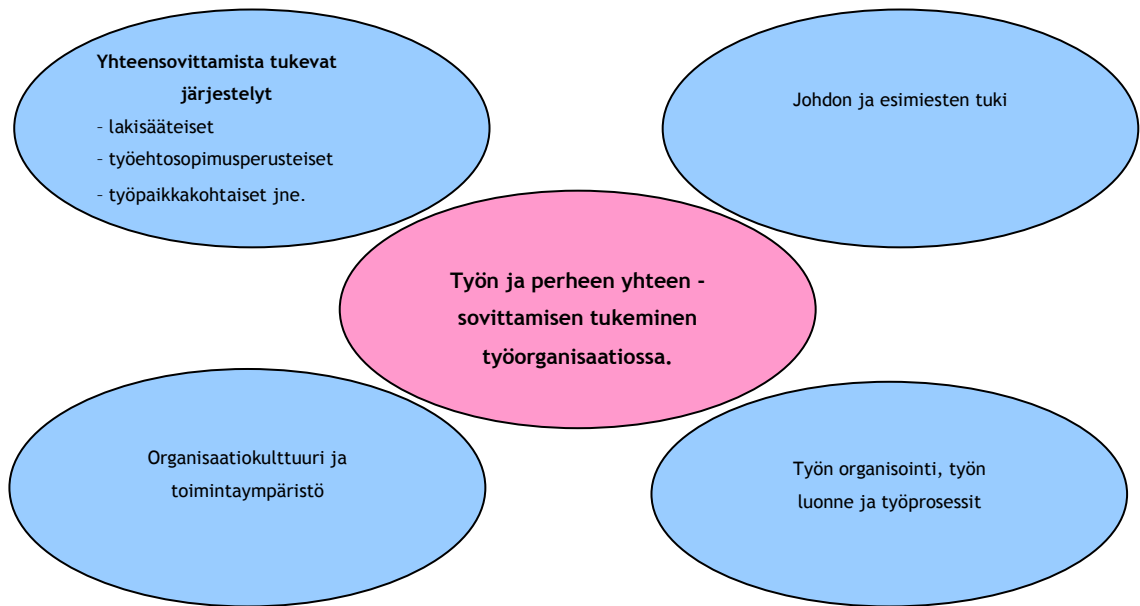 Yhteensovittamista tukevat
järjestelyt
– lakisääteiset
– työehtosopimusperusteiset
– työpaikkakohtaiset jne.
Johdon ja esimiesten tuki
Työn ja perheen yhteen -
sovittamisen tukeminen
työorganisaatiossa.
Organisaatiokulttuuri ja
toimintaympäristö
Työn organisointi, työn
luonne ja työprosessit